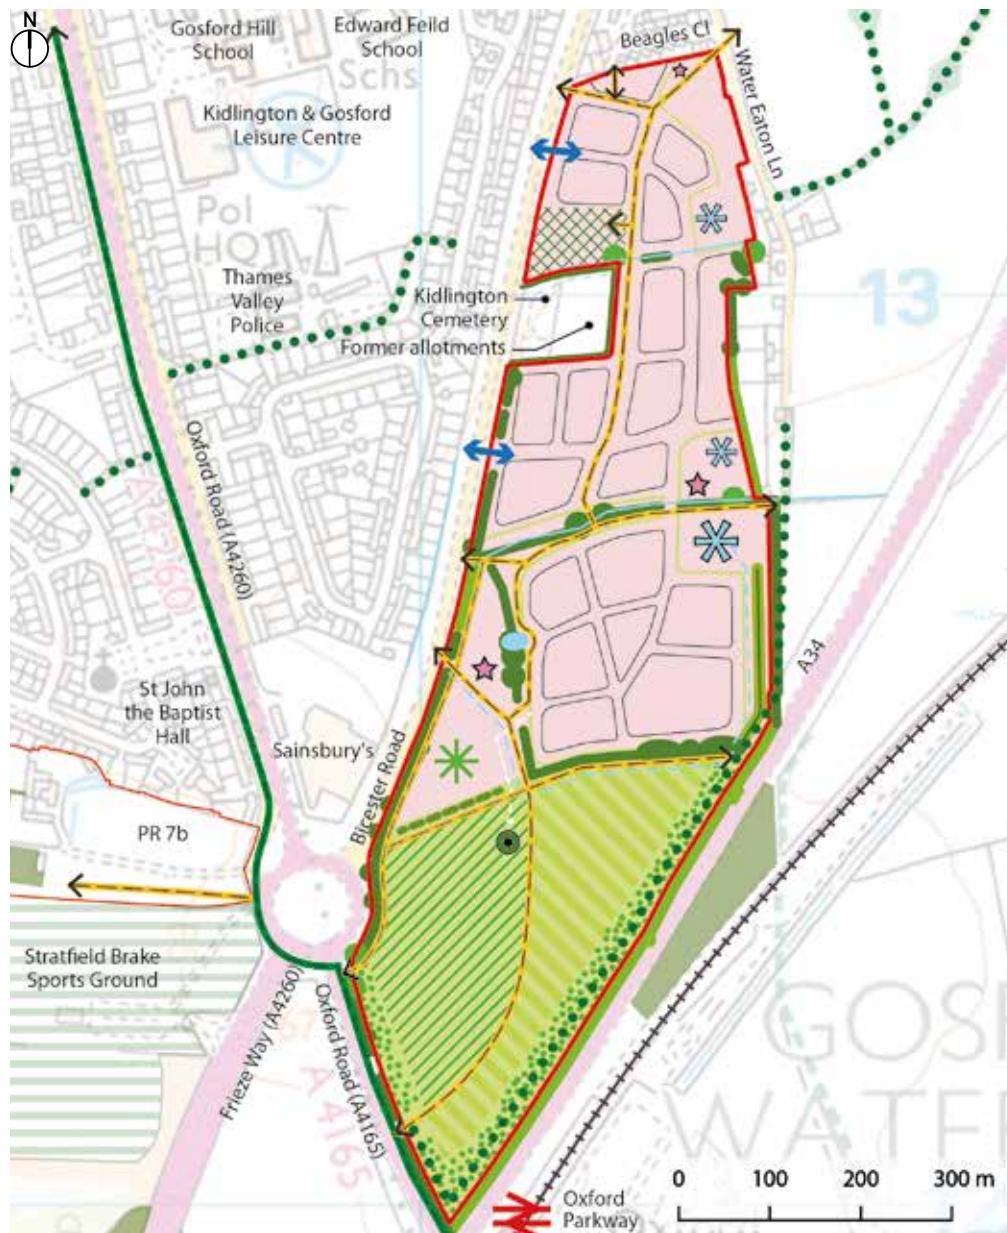 N
Gosford Hill
School
Edward Feild
School
Schs
Beagles Cl
Water Eaton Ln
Kidlington & Gosford
Leisure Centre
Pol
HQ
Thames
Valley
Police
Kidlington
Cemetery
Former allotments
13
Oxford Road (A4260)
A 4260
A34
St John
the Baptist
Hall
Sainsbury's
Bicester Road
PR 7b
Stratfield Brake
Sports Ground
Frieze Way (A4260)
Oxford Road (A4165)
A 4165
GOS
WATE
0 100 200 300 m
Oxford
Parkway